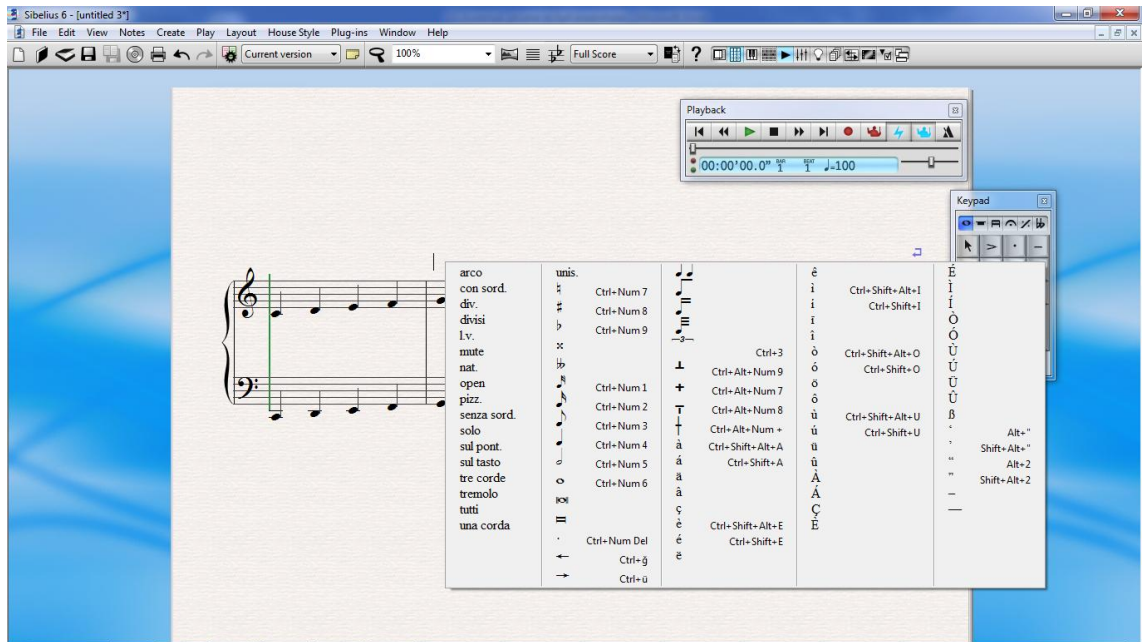 Sibelius 6 - [untitled 3*]
File Edit View Notes Create Play Layout House Style Plug-ins Window Help
Current version 100% Full Score ?
Playback
00:00'00.0" BAR 1 BEAT 1 ♩=100
Keypad
arco
con sord.
div.
divisi
l.v.
mute
nat.
open
pizz.
senza sord.
solo
sul pont.
sul tasto
tre corde
tremolo
tutti
una corda
unis.
♮ Ctrl+Num 7
♯ Ctrl+Num 8
♭ Ctrl+Num 9
Ctrl+Num 1
Ctrl+Num 2
Ctrl+Num 3
Ctrl+Num 4
Ctrl+Num 5
Ctrl+Num 6
. Ctrl+Num Del
← Ctrl+ğ
→ Ctrl+ü
3 Ctrl+3
Ctrl+Alt+Num 9
Ctrl+Alt+Num 7
Ctrl+Alt+Num 8
Ctrl+Alt+Num +
à Ctrl+Shift+Alt+A
á Ctrl+Shift+A
ä
â
ç
è Ctrl+Shift+Alt+E
é Ctrl+Shift+E
ë
ê
ì Ctrl+Shift+Alt+I
í Ctrl+Shift+I
ï
î
ò Ctrl+Shift+Alt+O
ó Ctrl+Shift+O
ö
ô
ù Ctrl+Shift+Alt+U
ú Ctrl+Shift+U
ü
û
À
Á
Ç
È
É
Ì
Í
Ò
Ó
Ù
Ú
Ü
Û
ß
‘ Alt+"
’ Shift+Alt+"
“ Alt+2
” Shift+Alt+2
–
—